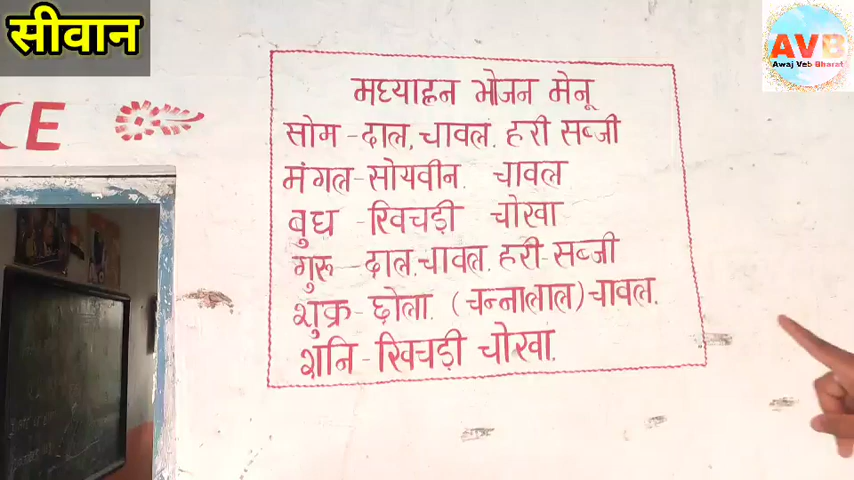 सीवान
AVB
Awaj Veb Bharat
CE
मध्याह्न भोजन मेनू
सोम - दाल, चावल. हरी सब्जी
मंगल - सोयवीन. चावल
बुध - खिचड़ी चोखा
गुरू - दाल. चावल. हरी - सब्जी
शुक्र - छोला. (चन्नालाल) चावल.
शनि - खिचड़ी चोखा.